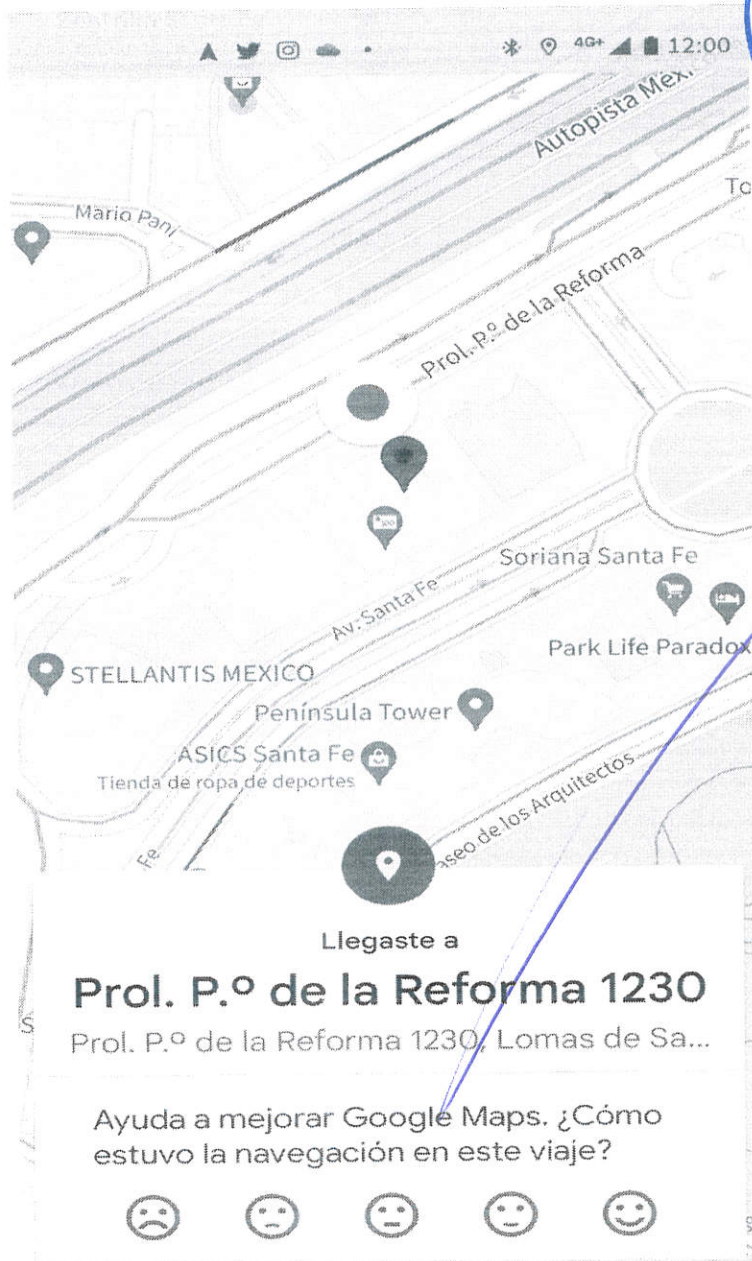 4G+ 12:00
Autopista Méx.
To
Mario Pani
Prol. P.º de la Reforma
Soriana Santa Fe
Av. Santa Fe
Park Life Paradox
STELLANTIS MEXICO
Península Tower
ASICS Santa Fe
Tienda de ropa de deportes
aseo de los Arquitectos
Fe
Llegaste a
Prol. P.º de la Reforma 1230
S
Prol. P.º de la Reforma 1230, Lomas de Sa...
Ayuda a mejorar Google Maps. ¿Cómo
estuvo la navegación en este viaje?